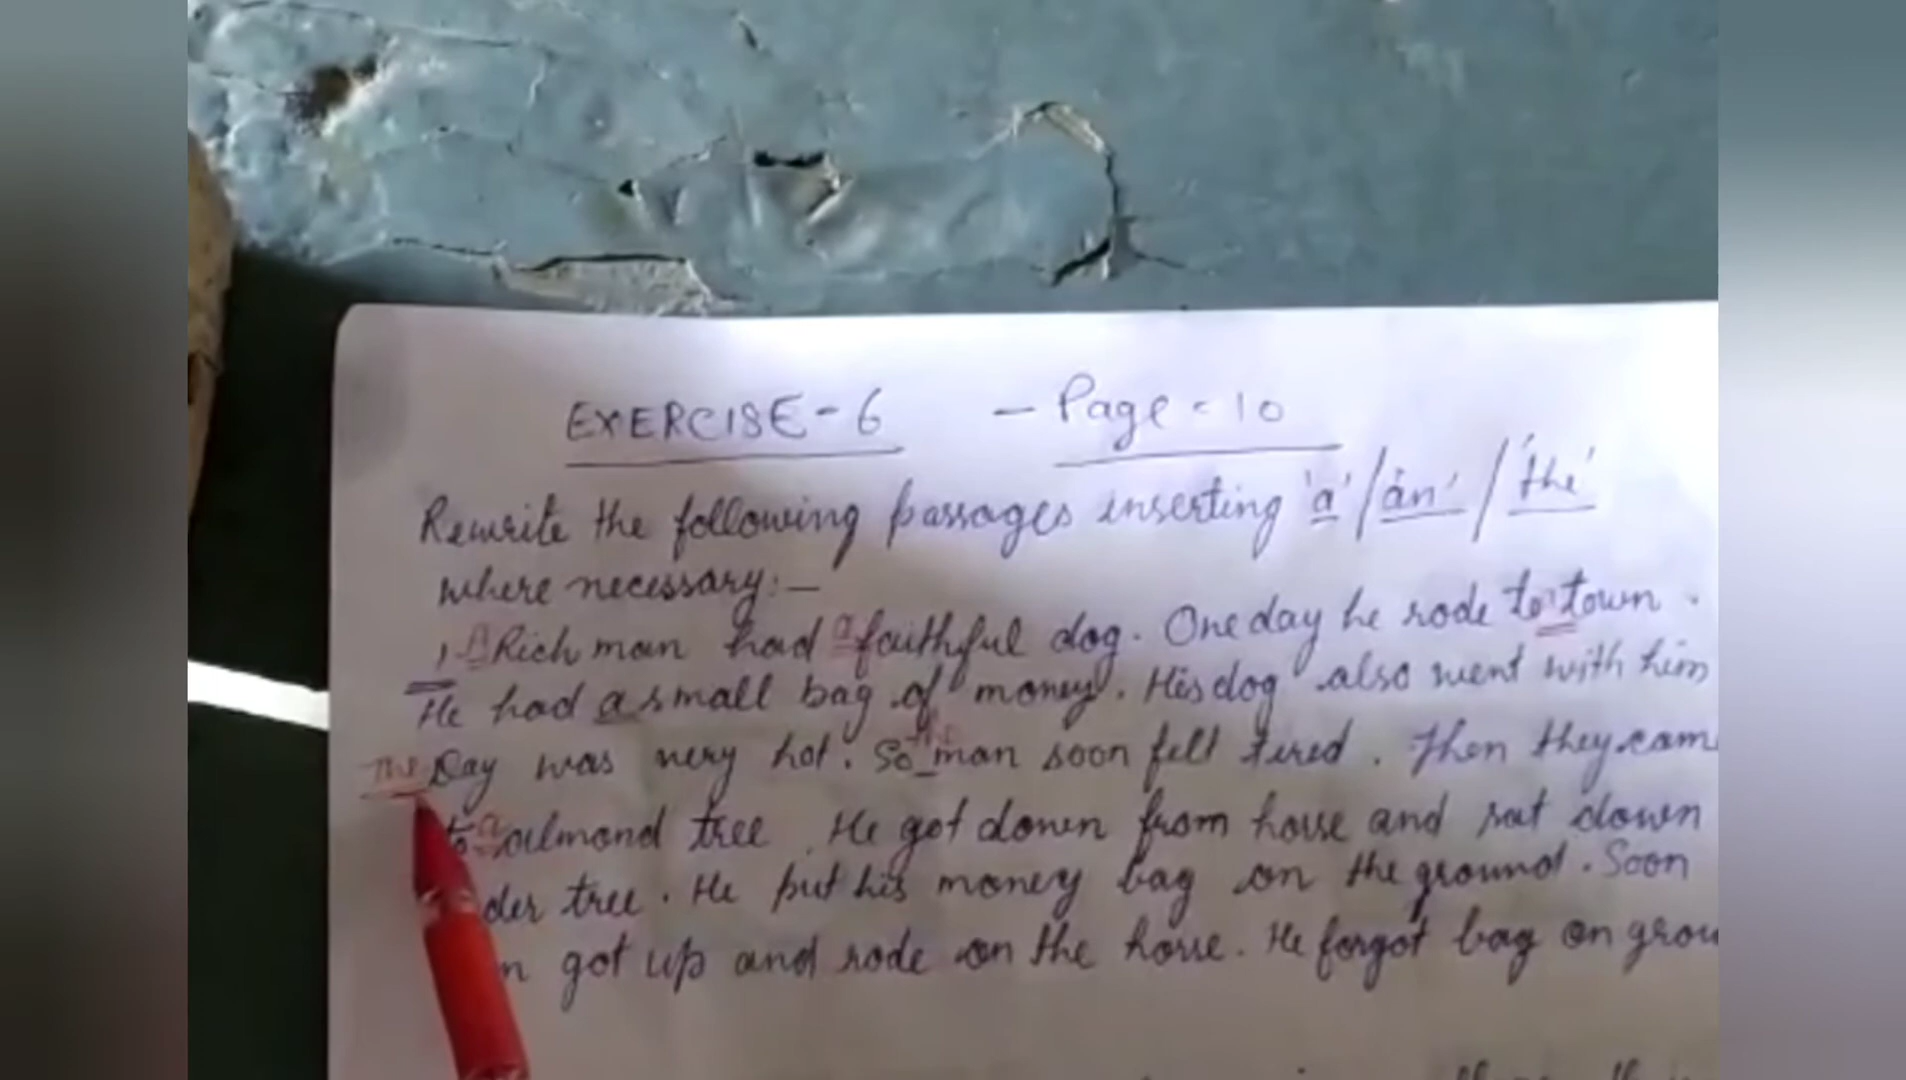 EXERCISE-6 - Page - 10
Rewrite the following passages inserting 'a'/'an'/'the'
where necessary:-
1) A Rich man had a faithful dog. One day he rode to town.
He had a small bag of money. His dog also went with him
The Day was very hot. So the man soon felt tired. Then they cam
to a almond tree. He got down from horse and sat down
der tree. He put his money bag on the ground. Soon
n got up and rode on the horse. He forgot bag on grou